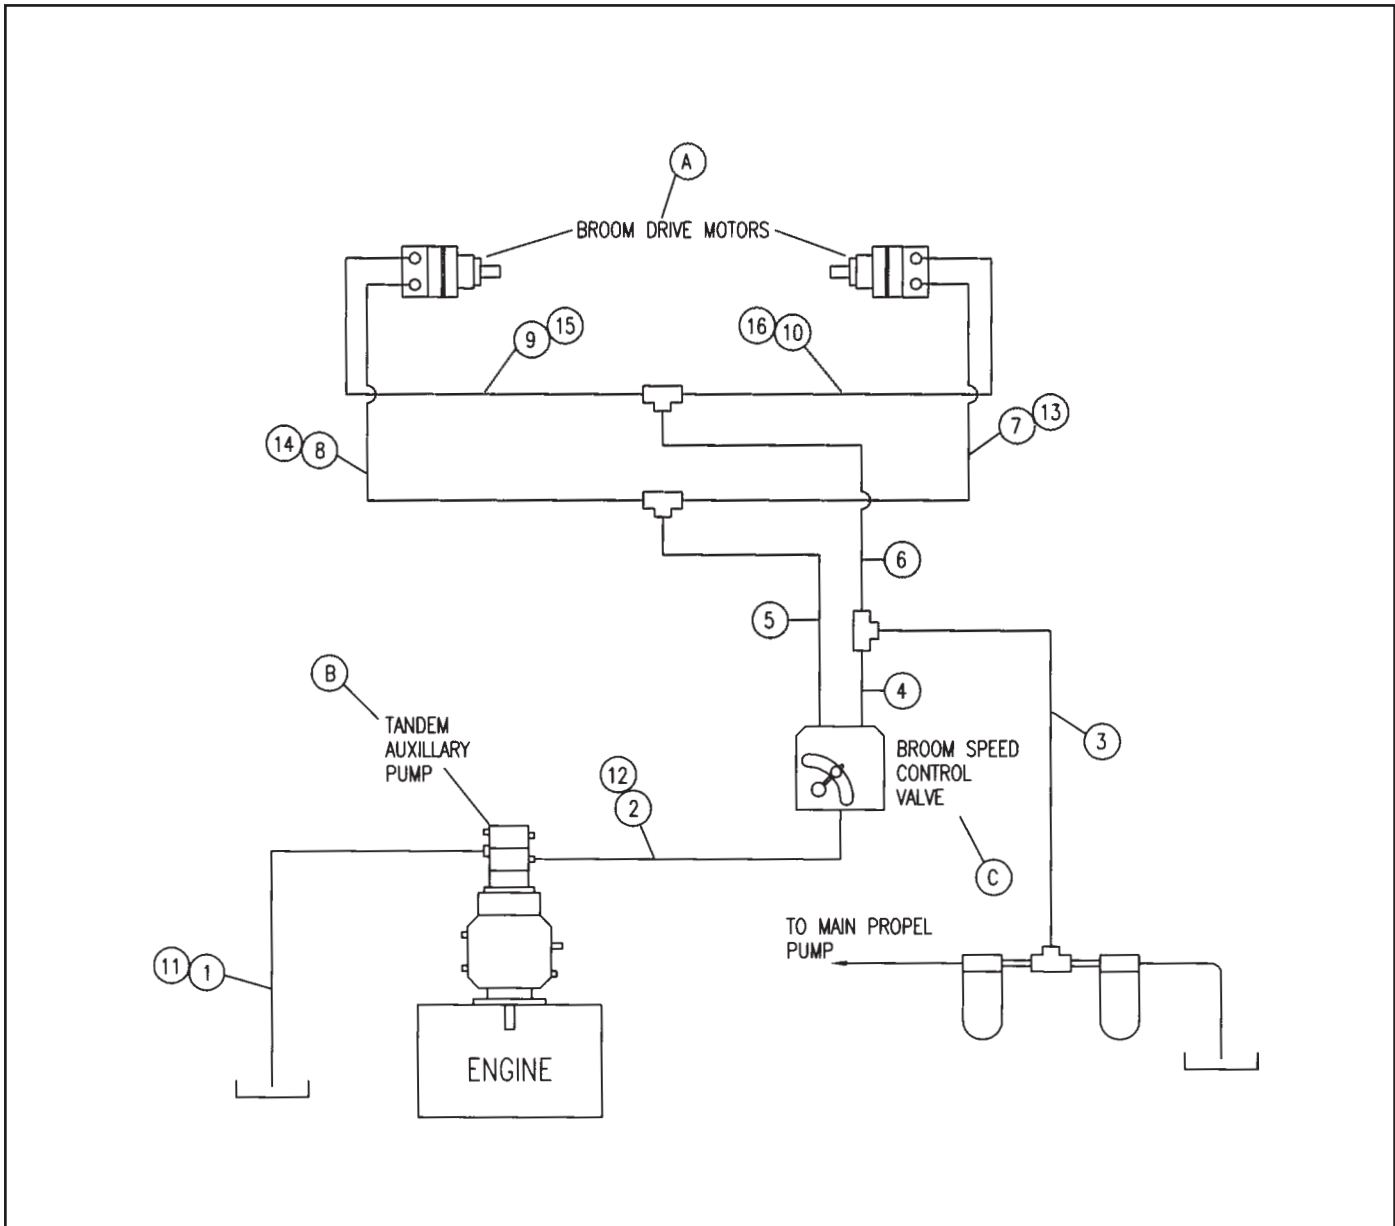 A
BROOM DRIVE MOTORS
9 15
16 10
14 8
7 13
6
5
B
4
TANDEM
AUXILLARY
PUMP
3
BROOM SPEED
CONTROL
VALVE
12
2
C
TO MAIN PROPEL
PUMP
11 1
ENGINE